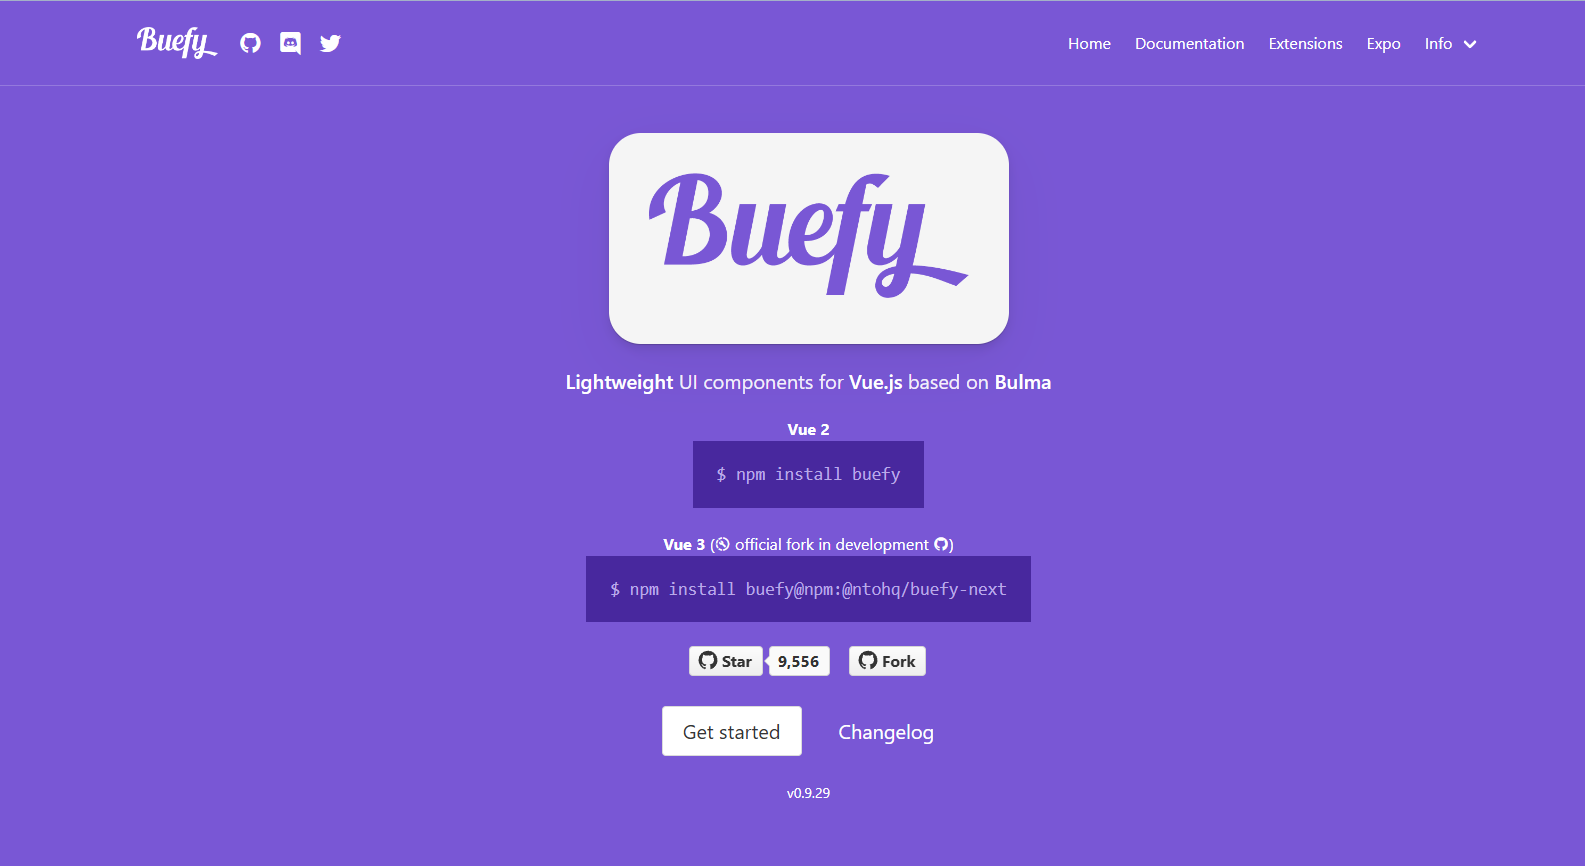 Buefy
Home Documentation Extensions Expo Info
Buefy
Lightweight UI components for Vue.js based on Bulma
Vue 2
$ npm install buefy
Vue 3 ( official fork in development )
$ npm install buefy@npm:@ntohq/buefy-next
Star 9,556 Fork
Get started Changelog
v0.9.29